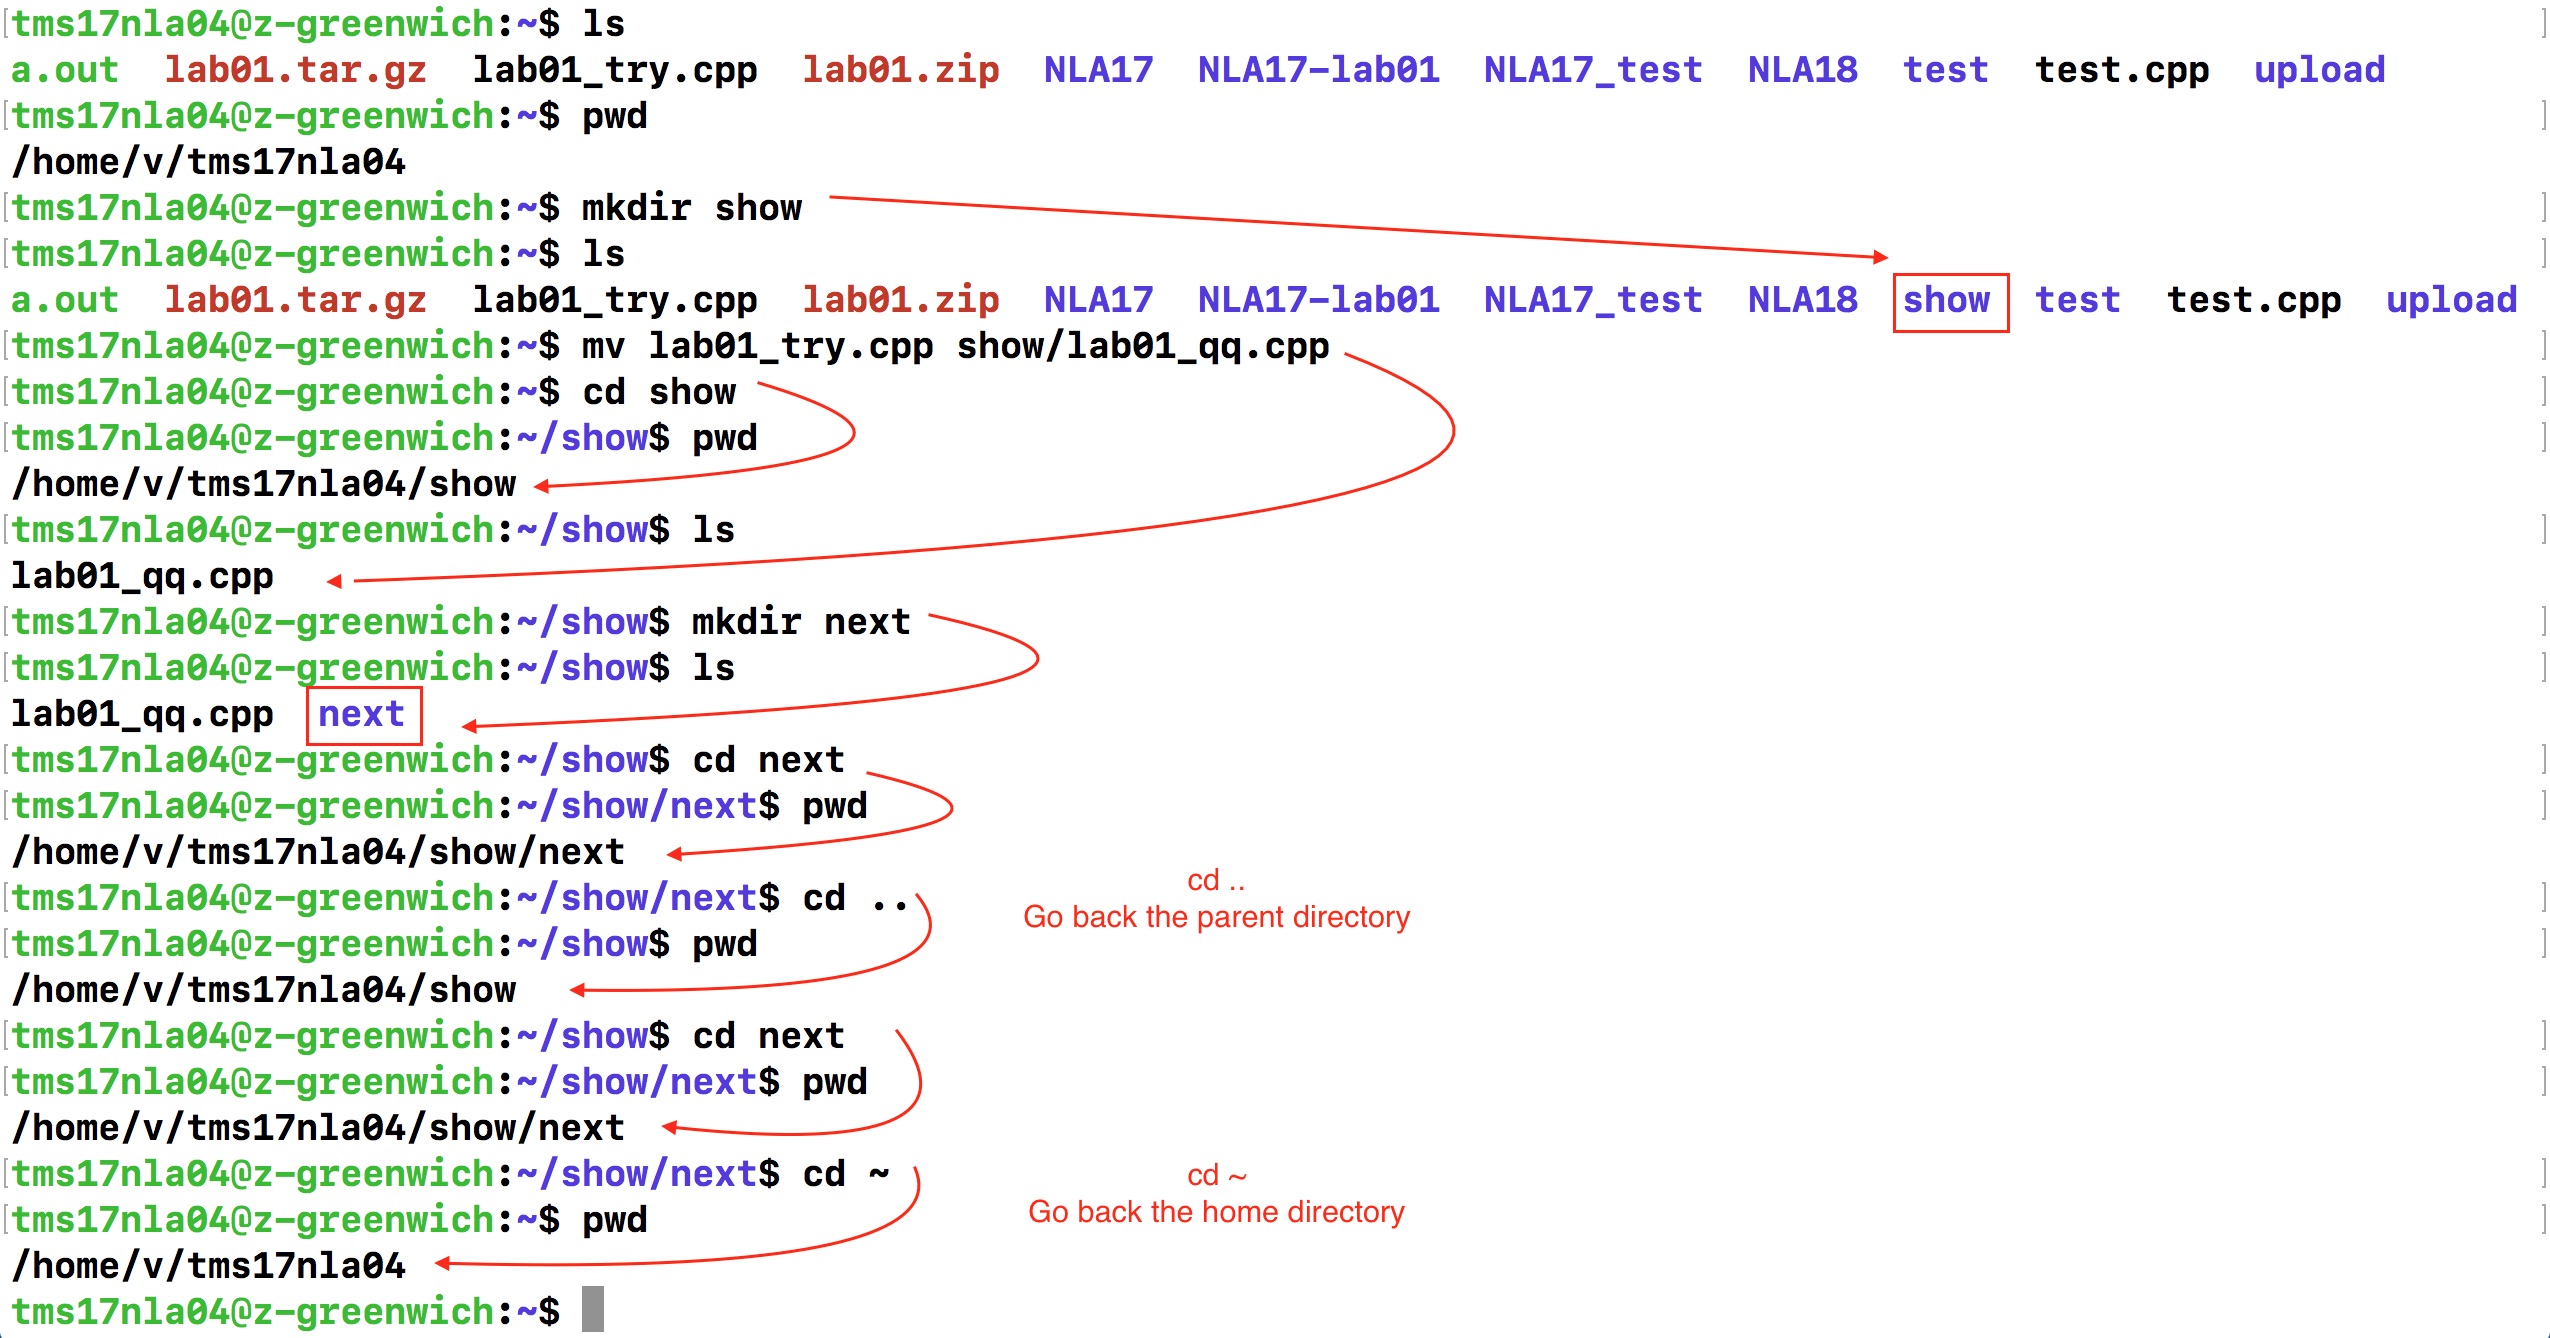 tms17nla04@z-greenwich:~$ ls
a.out lab01.tar.gz lab01_try.cpp lab01.zip NLA17 NLA17-lab01 NLA17_test NLA18 test test.cpp upload
tms17nla04@z-greenwich:~$ pwd
/home/v/tms17nla04
tms17nla04@z-greenwich:~$ mkdir show
tms17nla04@z-greenwich:~$ ls
a.out lab01.tar.gz lab01_try.cpp lab01.zip NLA17 NLA17-lab01 NLA17_test NLA18 show test test.cpp upload
tms17nla04@z-greenwich:~$ mv lab01_try.cpp show/lab01_qq.cpp
tms17nla04@z-greenwich:~$ cd show
tms17nla04@z-greenwich:~/show$ pwd
/home/v/tms17nla04/show
tms17nla04@z-greenwich:~/show$ ls
lab01_qq.cpp
tms17nla04@z-greenwich:~/show$ mkdir next
tms17nla04@z-greenwich:~/show$ ls
lab01_qq.cpp next
tms17nla04@z-greenwich:~/show$ cd next
tms17nla04@z-greenwich:~/show/next$ pwd
/home/v/tms17nla04/show/next
tms17nla04@z-greenwich:~/show/next$ cd ..
cd ..
Go back the parent directory
tms17nla04@z-greenwich:~/show$ pwd
/home/v/tms17nla04/show
tms17nla04@z-greenwich:~/show$ cd next
tms17nla04@z-greenwich:~/show/next$ pwd
/home/v/tms17nla04/show/next
tms17nla04@z-greenwich:~/show/next$ cd ~
cd ~
Go back the home directory
tms17nla04@z-greenwich:~$ pwd
/home/v/tms17nla04
tms17nla04@z-greenwich:~$